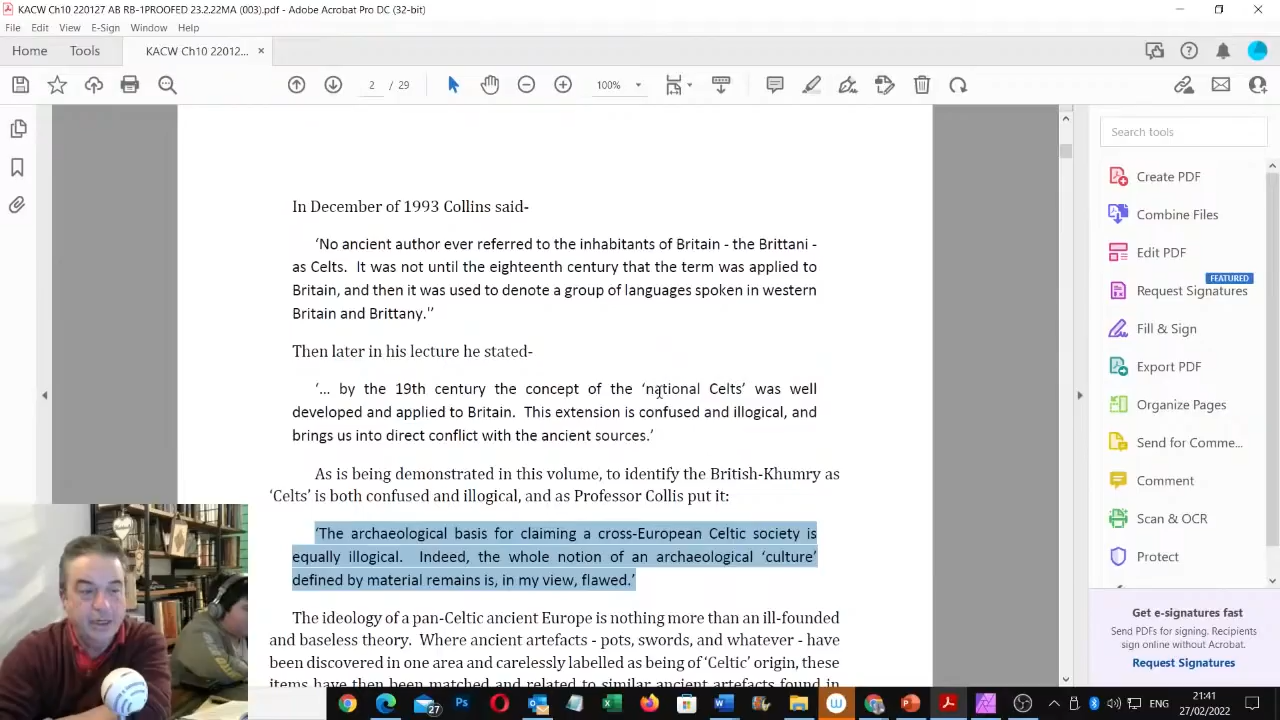 KACW Ch10 220127 AB RB-1PROOFED 23.2.22MA (003).pdf - Adobe Acrobat Pro DC (32-bit)
File Edit View E-Sign Window Help
Home Tools KACW Ch10 22012... ×
2 / 29 100%
Search tools
In December of 1993 Collins said-
‘No ancient author ever referred to the inhabitants of Britain - the Brittani -
as Celts. It was not until the eighteenth century that the term was applied to
Britain, and then it was used to denote a group of languages spoken in western
Britain and Brittany.''
Then later in his lecture he stated-
‘... by the 19th century the concept of the ‘national Celts’ was well
developed and applied to Britain. This extension is confused and illogical, and
brings us into direct conflict with the ancient sources.’
As is being demonstrated in this volume, to identify the British-Khumry as
‘Celts’ is both confused and illogical, and as Professor Collis put it:
‘The archaeological basis for claiming a cross-European Celtic society is
equally illogical. Indeed, the whole notion of an archaeological ‘culture’
defined by material remains is, in my view, flawed.’
The ideology of a pan-Celtic ancient Europe is nothing more than an ill-founded
and baseless theory. Where ancient artefacts - pots, swords, and whatever - have
been discovered in one area and carelessly labelled as being of ‘Celtic’ origin, these
items have then been matched and related to similar ancient artefacts found in
Create PDF
Combine Files
Edit PDF
FEATURED
Request Signatures
Fill & Sign
Export PDF
Organize Pages
Send for Comme...
Comment
Scan & OCR
Protect
Get e-signatures fast
Send PDFs for signing. Recipients
sign online without Acrobat.
Request Signatures
27
ENG
21:41
27/02/2022